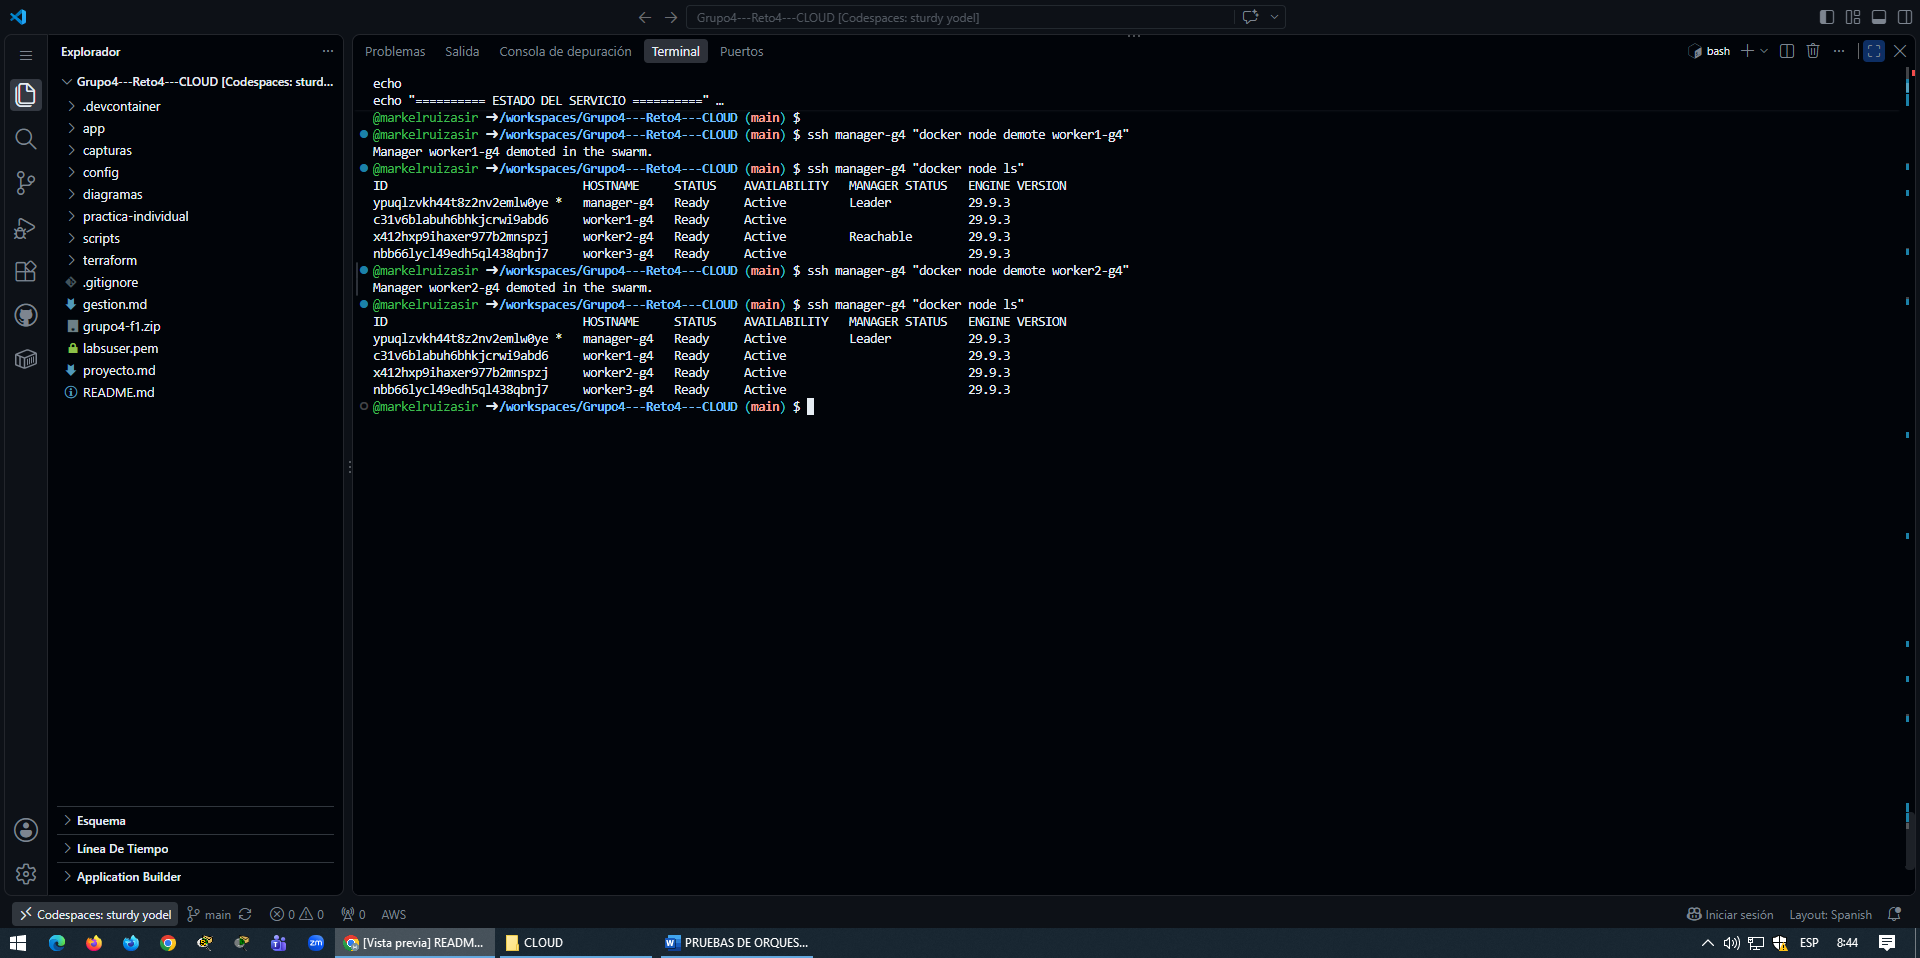 Grupo4---Reto4---CLOUD [Codespaces: sturdy yodel]
Explorador
Grupo4---Reto4---CLOUD [Codespaces: sturd...
.devcontainer
app
capturas
config
diagramas
practica-individual
scripts
terraform
.gitignore
gestion.md
grupo4-f1.zip
labsuser.pem
proyecto.md
README.md
Esquema
Línea De Tiempo
Application Builder
Problemas Salida Consola de depuración Terminal Puertos
bash
echo
echo "========== ESTADO DEL SERVICIO ==========" …
@markelruizasir ➜/workspaces/Grupo4---Reto4---CLOUD (main) $
@markelruizasir ➜/workspaces/Grupo4---Reto4---CLOUD (main) $ ssh manager-g4 "docker node demote worker1-g4"
Manager worker1-g4 demoted in the swarm.
@markelruizasir ➜/workspaces/Grupo4---Reto4---CLOUD (main) $ ssh manager-g4 "docker node ls"
ID HOSTNAME STATUS AVAILABILITY MANAGER STATUS ENGINE VERSION
ypuqlzvkh44t8z2nv2emlw0ye * manager-g4 Ready Active Leader 29.9.3
c31v6blabuh6bhkjcrwi9abd6 worker1-g4 Ready Active 29.9.3
x412hxp9ihaxer977b2mnspzj worker2-g4 Ready Active Reachable 29.9.3
nbb66lycl49edh5ql438qbnj7 worker3-g4 Ready Active 29.9.3
@markelruizasir ➜/workspaces/Grupo4---Reto4---CLOUD (main) $ ssh manager-g4 "docker node demote worker2-g4"
Manager worker2-g4 demoted in the swarm.
@markelruizasir ➜/workspaces/Grupo4---Reto4---CLOUD (main) $ ssh manager-g4 "docker node ls"
ID HOSTNAME STATUS AVAILABILITY MANAGER STATUS ENGINE VERSION
ypuqlzvkh44t8z2nv2emlw0ye * manager-g4 Ready Active Leader 29.9.3
c31v6blabuh6bhkjcrwi9abd6 worker1-g4 Ready Active 29.9.3
x412hxp9ihaxer977b2mnspzj worker2-g4 Ready Active 29.9.3
nbb66lycl49edh5ql438qbnj7 worker3-g4 Ready Active 29.9.3
@markelruizasir ➜/workspaces/Grupo4---Reto4---CLOUD (main) $
Codespaces: sturdy yodel main 0 0 0 AWS Iniciar sesión Layout: Spanish
zm [Vista previa] READM... CLOUD PRUEBAS DE ORQUES... ESP 8:44